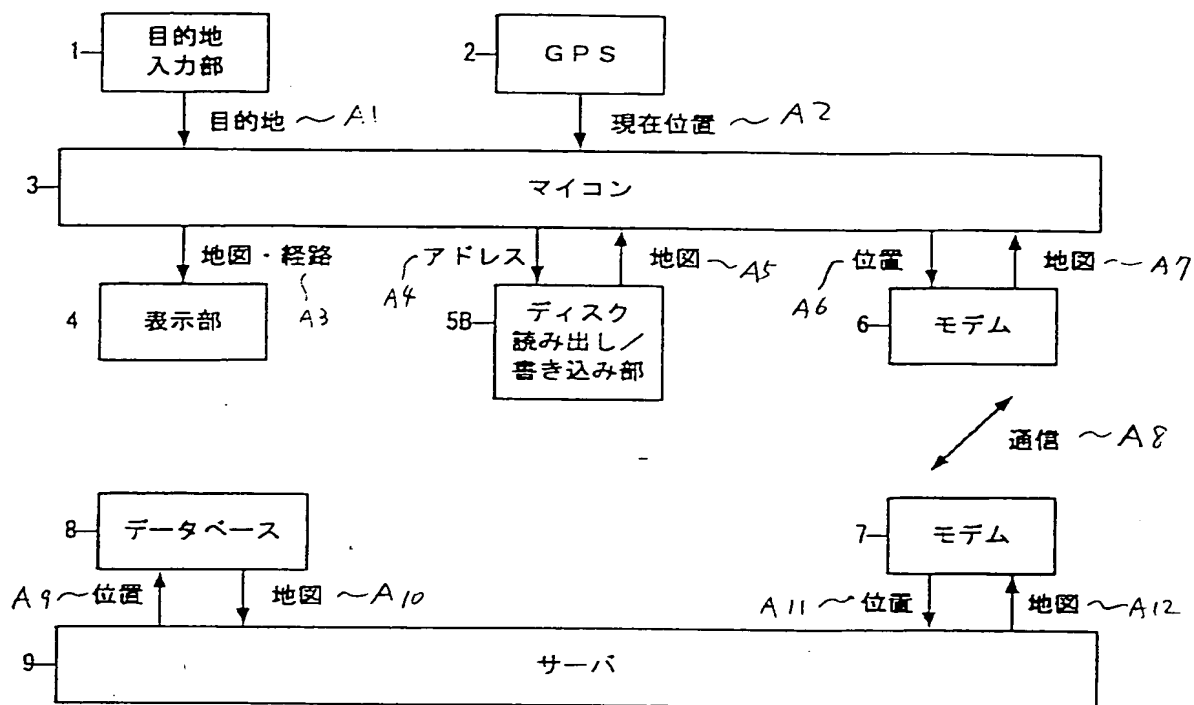 1 目的地
入力部
2 GPS
目的地 〜A1
現在位置 〜A2
3 マイコン
地図・経路
A3
A4 アドレス
地図 〜A5
位置
A6
地図 〜A7
4 表示部
5B ディスク
読み出し/
書き込み部
6 モデム
通信 〜A8
8 データベース
7 モデム
A9〜位置
地図 〜A10
A11〜位置
地図〜A12
9 サーバ